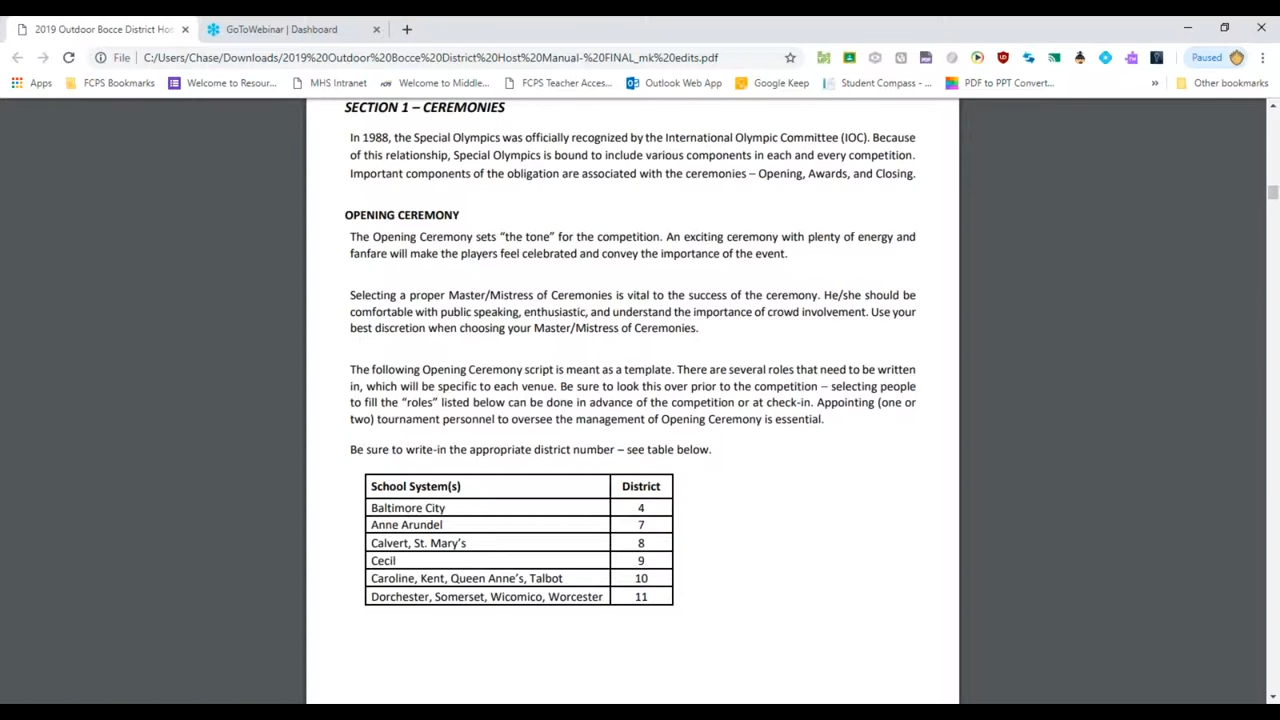 2019 Outdoor Bocce District Hos
GoToWebinar | Dashboard
File
C:/Users/Chase/Downloads/2019%20Outdoor%20Bocce%20District%20Host%20Manual-%20FINAL_mk%20edits.pdf
Paused
Apps
FCPS Bookmarks
Welcome to Resour...
MHS Intranet
Welcome to Middle...
FCPS Teacher Acces...
Outlook Web App
Google Keep
Student Compass - ...
PDF to PPT Convert...
»
Other bookmarks
SECTION 1 – CEREMONIES
In 1988, the Special Olympics was officially recognized by the International Olympic Committee (IOC). Because
of this relationship, Special Olympics is bound to include various components in each and every competition.
Important components of the obligation are associated with the ceremonies – Opening, Awards, and Closing.
OPENING CEREMONY
The Opening Ceremony sets “the tone” for the competition. An exciting ceremony with plenty of energy and
fanfare will make the players feel celebrated and convey the importance of the event.
Selecting a proper Master/Mistress of Ceremonies is vital to the success of the ceremony. He/she should be
comfortable with public speaking, enthusiastic, and understand the importance of crowd involvement. Use your
best discretion when choosing your Master/Mistress of Ceremonies.
The following Opening Ceremony script is meant as a template. There are several roles that need to be written
in, which will be specific to each venue. Be sure to look this over prior to the competition – selecting people
to fill the “roles” listed below can be done in advance of the competition or at check-in. Appointing (one or
two) tournament personnel to oversee the management of Opening Ceremony is essential.
Be sure to write-in the appropriate district number – see table below.
School System(s) District
Baltimore City 4
Anne Arundel 7
Calvert, St. Mary’s 8
Cecil 9
Caroline, Kent, Queen Anne’s, Talbot 10
Dorchester, Somerset, Wicomico, Worcester 11